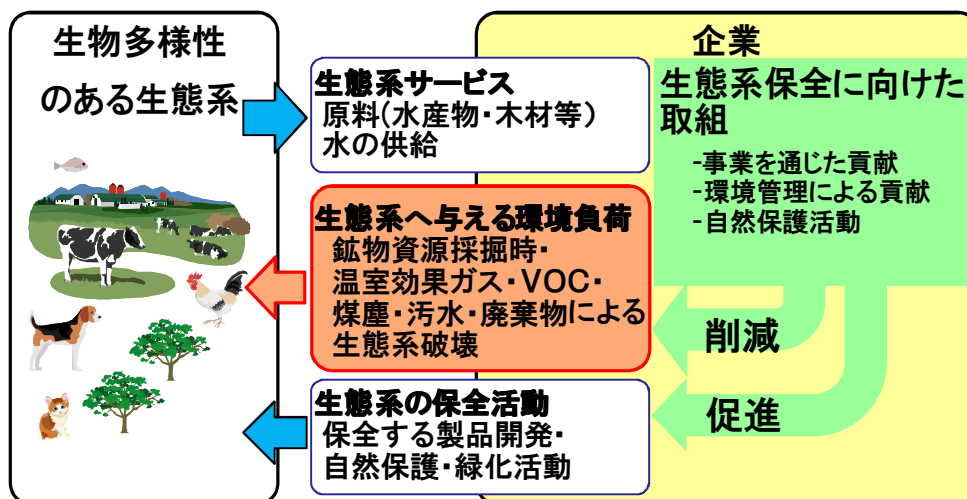 生物多様性
のある生態系
生態系サービス
原料(水産物・木材等)
水の供給
生態系へ与える環境負荷
鉱物資源採掘時・
温室効果ガス・VOC・
煤塵・汚水・廃棄物による
生態系破壊
生態系の保全活動
保全する製品開発・
自然保護・緑化活動
企業
生態系保全に向けた
取組
-事業を通じた貢献
-環境管理による貢献
-自然保護活動
削減
促進